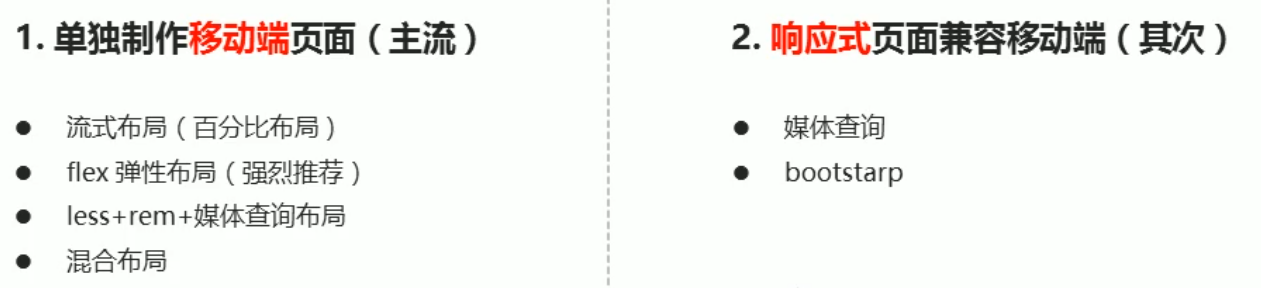 1. 单独制作移动端页面（主流）
● 流式布局（百分比布局）
● flex 弹性布局（强烈推荐）
● less+rem+媒体查询布局
● 混合布局
2. 响应式页面兼容移动端（其次）
● 媒体查询
● bootstarp